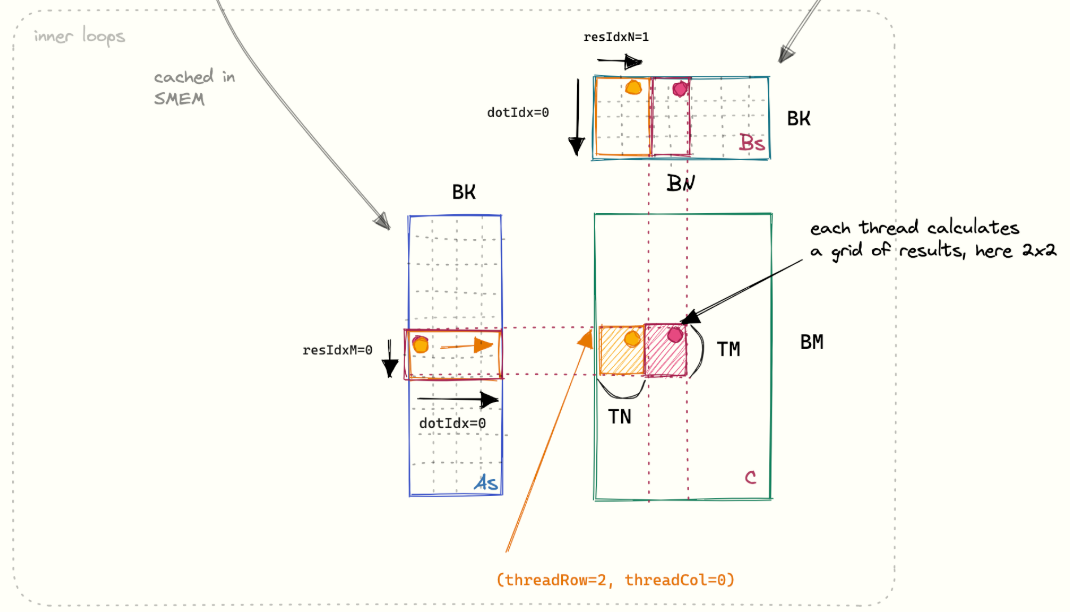 inner loops
resIdxN=1
cached in
SMEM
dotIdx=0
BK
Bs
BN
BK
each thread calculates
a grid of results, here 2x2
resIdxM=0
TM
BM
TN
dotIdx=0
As
C
(threadRow=2, threadCol=0)